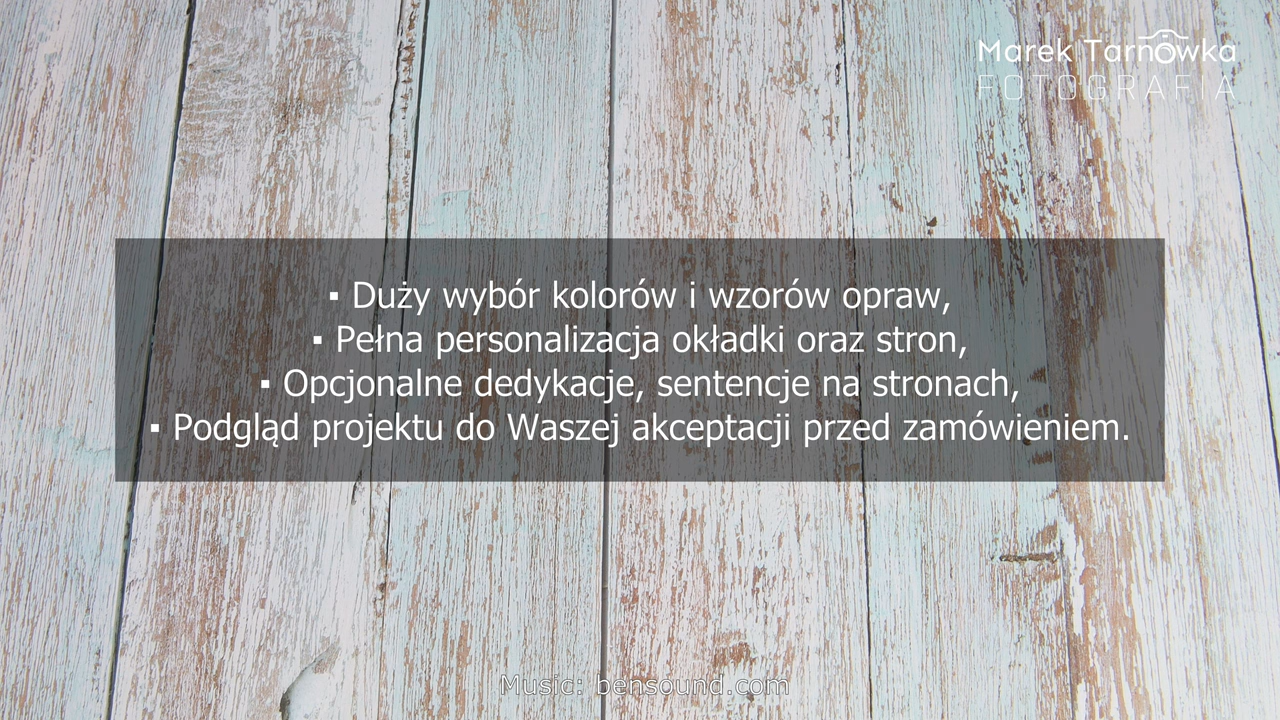 Marek Tarnowka
FOTOGRAFIA
▪ Duży wybór kolorów i wzorów opraw,
▪ Pełna personalizacja okładki oraz stron,
▪ Opcjonalne dedykacje, sentencje na stronach,
▪ Podgląd projektu do Waszej akceptacji przed zamówieniem.
Music: bensound.com